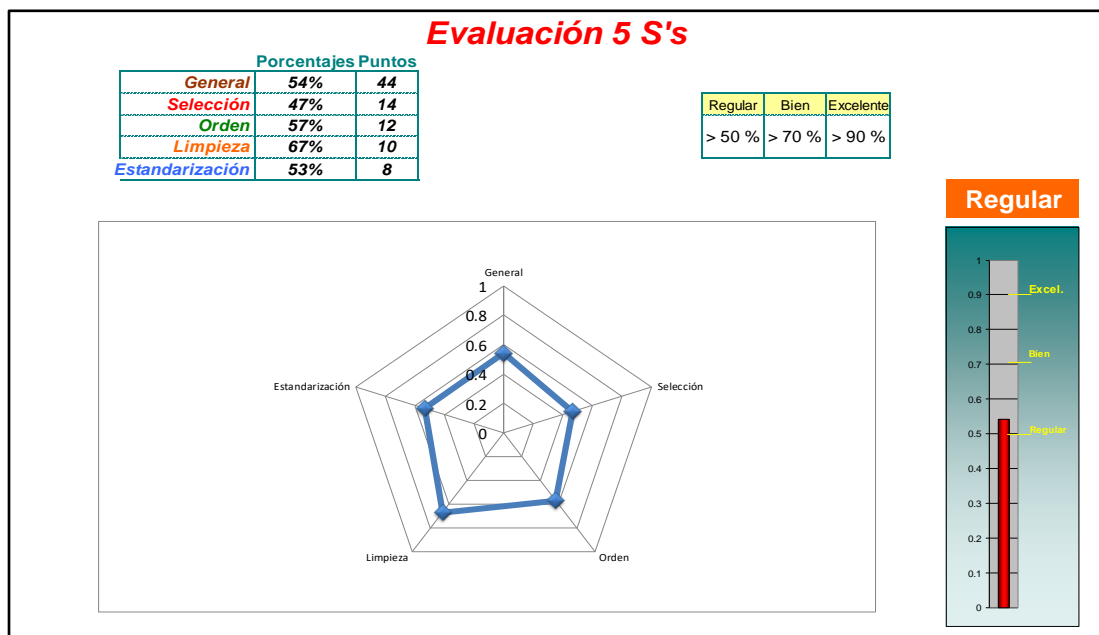 Evaluación 5 S's
Porcentajes Puntos
General 54% 44
Selección 47% 14
Orden 57% 12
Limpieza 67% 10
Estandarización 53% 8
Regular Bien Excelente
> 50 % > 70 % > 90 %
Regular
General
1
0.8
0.6
0.4
0.2
0
Estandarización
Selección
Limpieza
Orden
1
0.9
Excel.
0.8
0.7
Bien
0.6
0.5
Regular
0.4
0.3
0.2
0.1
0